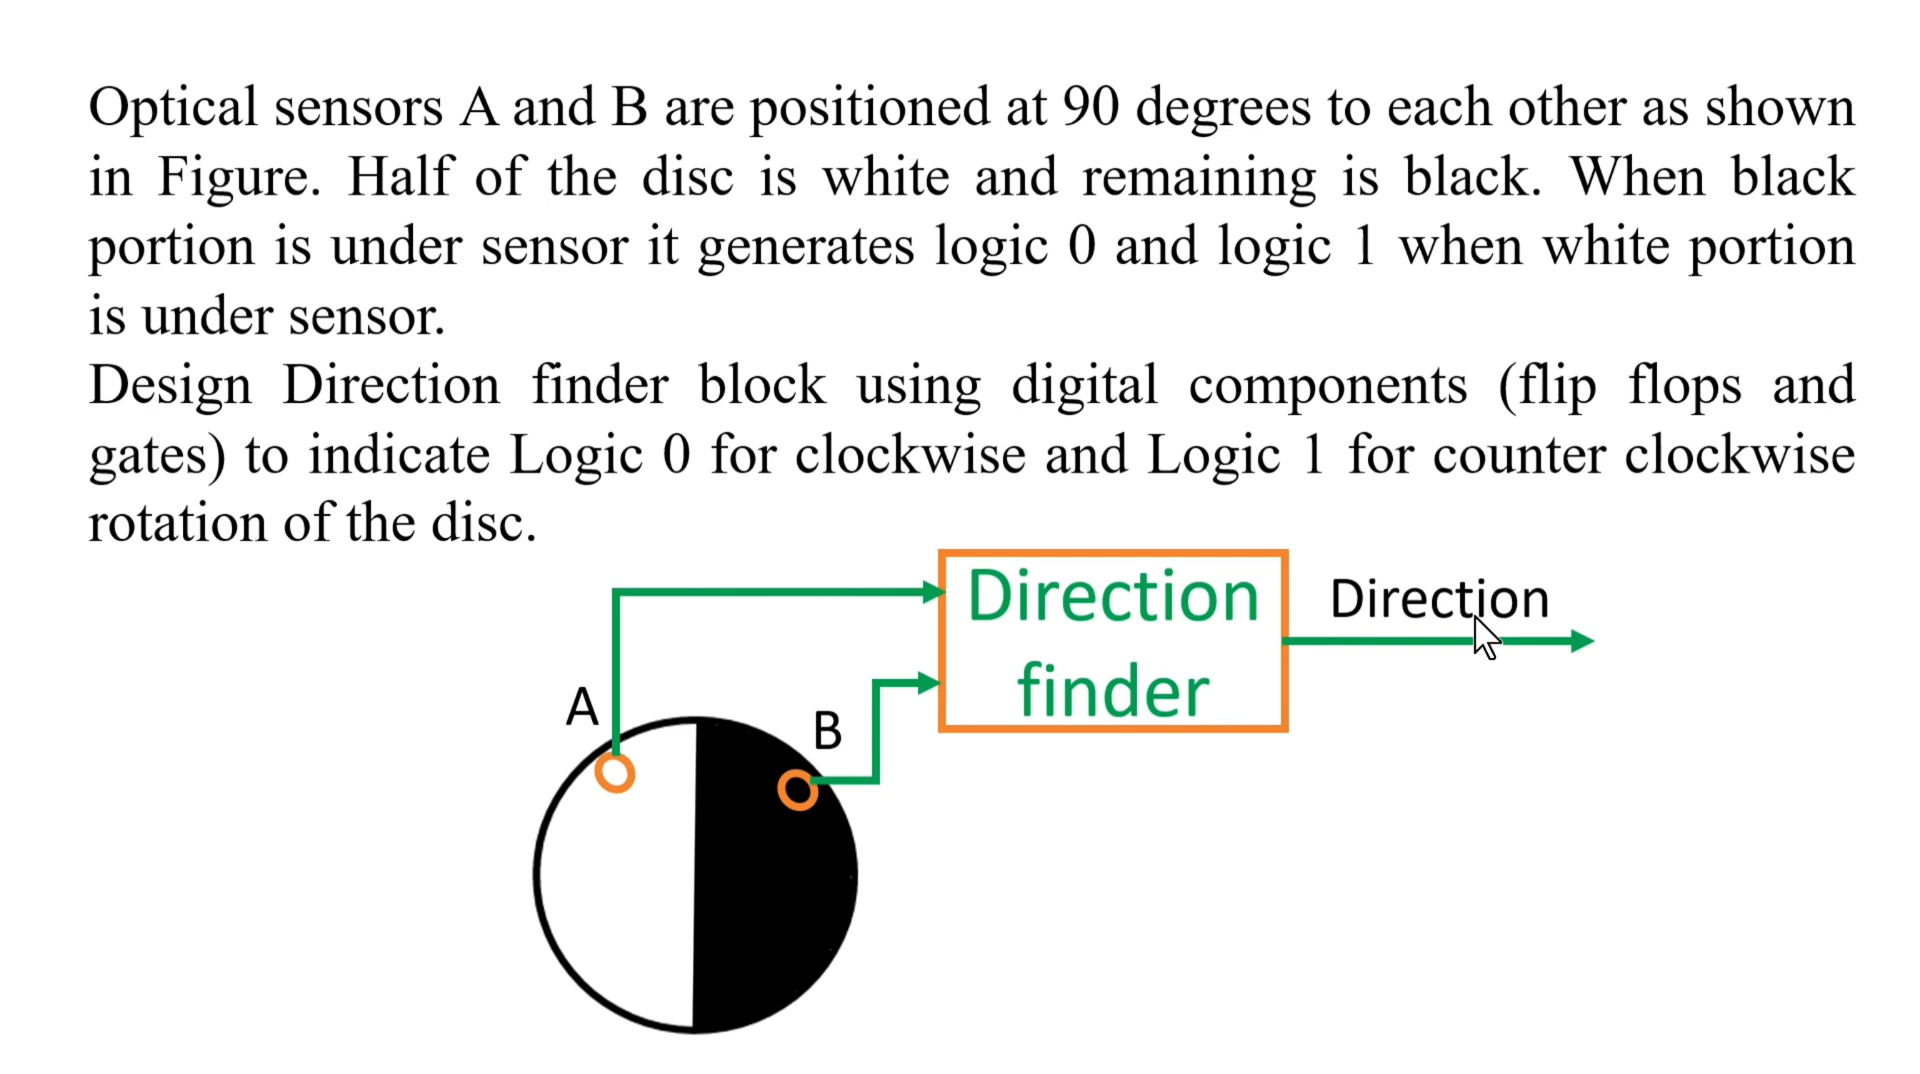 Optical sensors A and B are positioned at 90 degrees to each other as shown
in Figure. Half of the disc is white and remaining is black. When black
portion is under sensor it generates logic 0 and logic 1 when white portion
is under sensor.
Design Direction finder block using digital components (flip flops and
gates) to indicate Logic 0 for clockwise and Logic 1 for counter clockwise
rotation of the disc.
Direction
finder
Direction
A
B